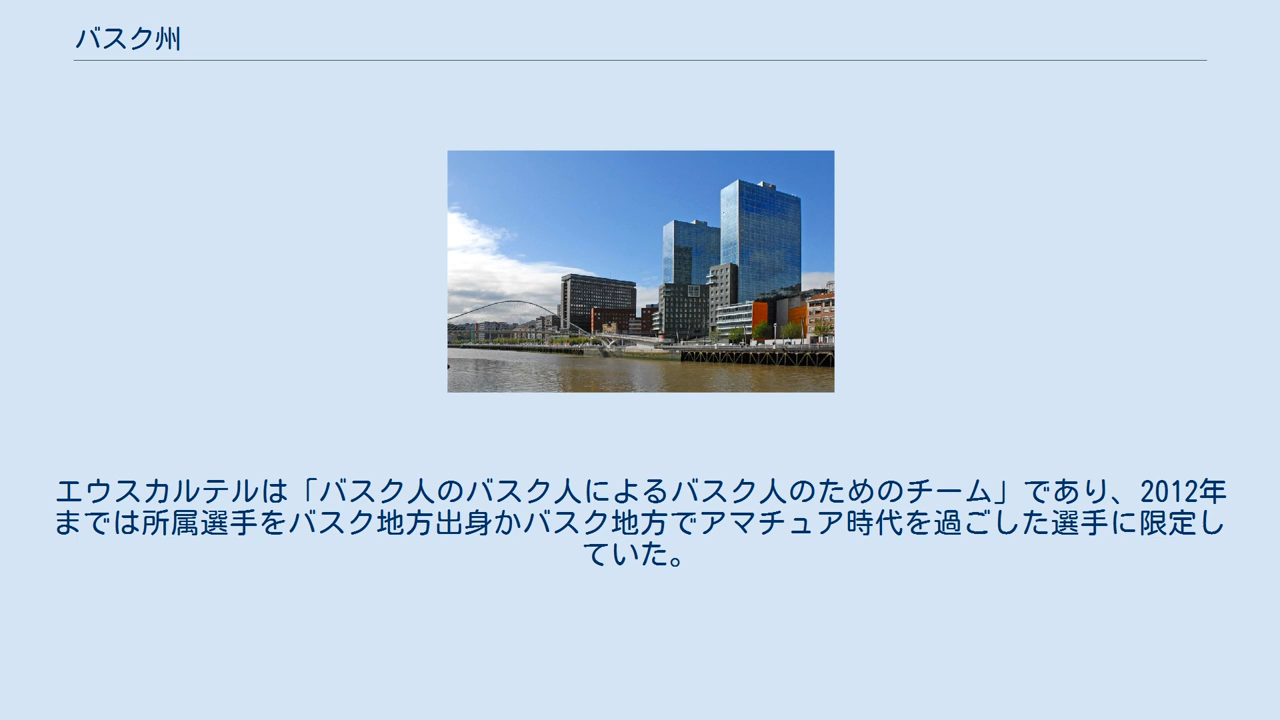 バスク州
エウスカルテルは「バスク人のバスク人によるバスク人のためのチーム」であり、2012年
までは所属選手をバスク地方出身かバスク地方でアマチュア時代を過ごした選手に限定し
ていた。